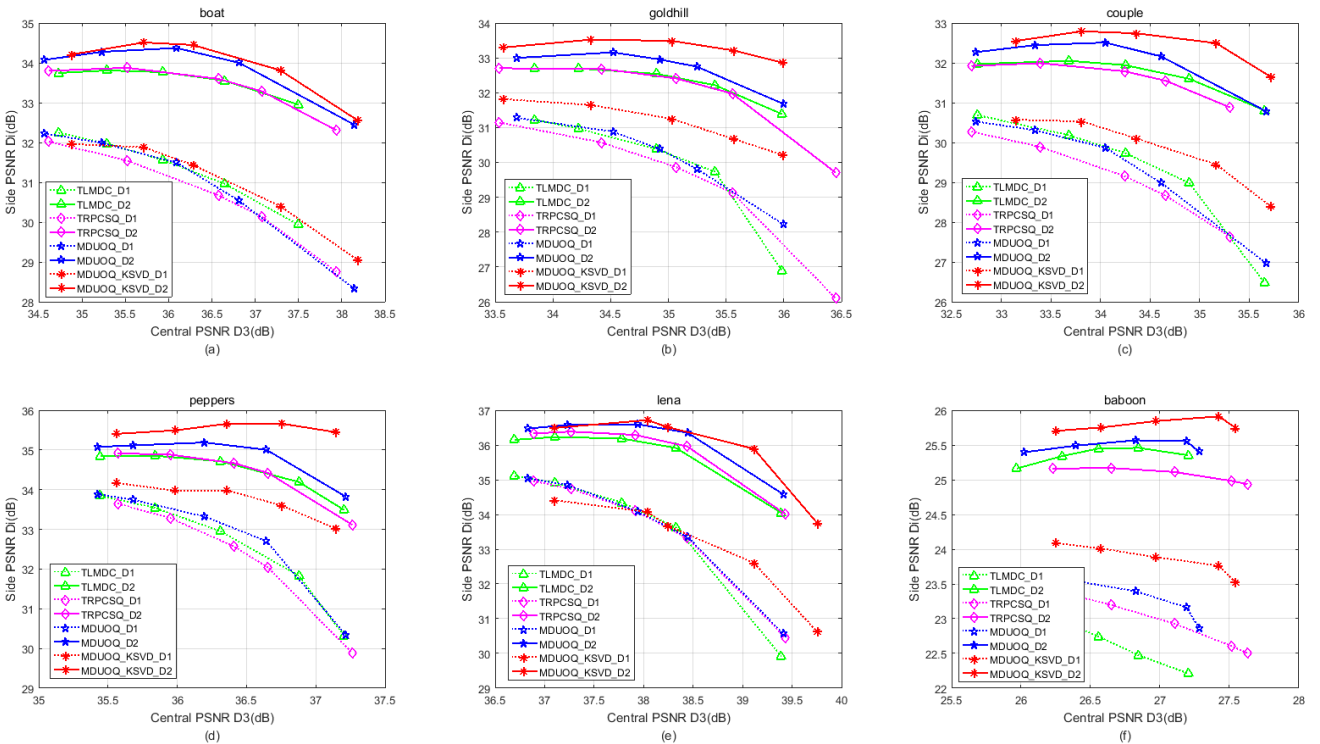 boat
35
34
33
32
31
30
29
28
Side PSNR Di(dB)
TLMDC_D1
TLMDC_D2
TRPCSQ_D1
TRPCSQ_D2
MDUOQ_D1
MDUOQ_D2
MDUOQ_KSVD_D1
MDUOQ_KSVD_D2
34.5 35 35.5 36 36.5 37 37.5 38 38.5
Central PSNR D3(dB)
(a)
goldhill
34
33
32
31
30
29
28
27
26
Side PSNR Di(dB)
TLMDC_D1
TLMDC_D2
TRPCSQ_D1
TRPCSQ_D2
MDUOQ_D1
MDUOQ_D2
MDUOQ_KSVD_D1
MDUOQ_KSVD_D2
33.5 34 34.5 35 35.5 36 36.5
Central PSNR D3(dB)
(b)
couple
33
32
31
30
29
28
27
26
Side PSNR Di(dB)
TLMDC_D1
TLMDC_D2
TRPCSQ_D1
TRPCSQ_D2
MDUOQ_D1
MDUOQ_D2
MDUOQ_KSVD_D1
MDUOQ_KSVD_D2
32.5 33 33.5 34 34.5 35 35.5 36
Central PSNR D3(dB)
(c)
peppers
36
35
34
33
32
31
30
29
Side PSNR Di(dB)
TLMDC_D1
TLMDC_D2
TRPCSQ_D1
TRPCSQ_D2
MDUOQ_D1
MDUOQ_D2
MDUOQ_KSVD_D1
MDUOQ_KSVD_D2
35 35.5 36 36.5 37 37.5
Central PSNR D3(dB)
(d)
lena
37
36
35
34
33
32
31
30
29
Side PSNR Di(dB)
TLMDC_D1
TLMDC_D2
TRPCSQ_D1
TRPCSQ_D2
MDUOQ_D1
MDUOQ_D2
MDUOQ_KSVD_D1
MDUOQ_KSVD_D2
36.5 37 37.5 38 38.5 39 39.5 40
Central PSNR D3(dB)
(e)
baboon
26
25.5
25
24.5
24
23.5
23
22.5
22
Side PSNR Di(dB)
TLMDC_D1
TLMDC_D2
TRPCSQ_D1
TRPCSQ_D2
MDUOQ_D1
MDUOQ_D2
MDUOQ_KSVD_D1
MDUOQ_KSVD_D2
25.5 26 26.5 27 27.5 28
Central PSNR D3(dB)
(f)